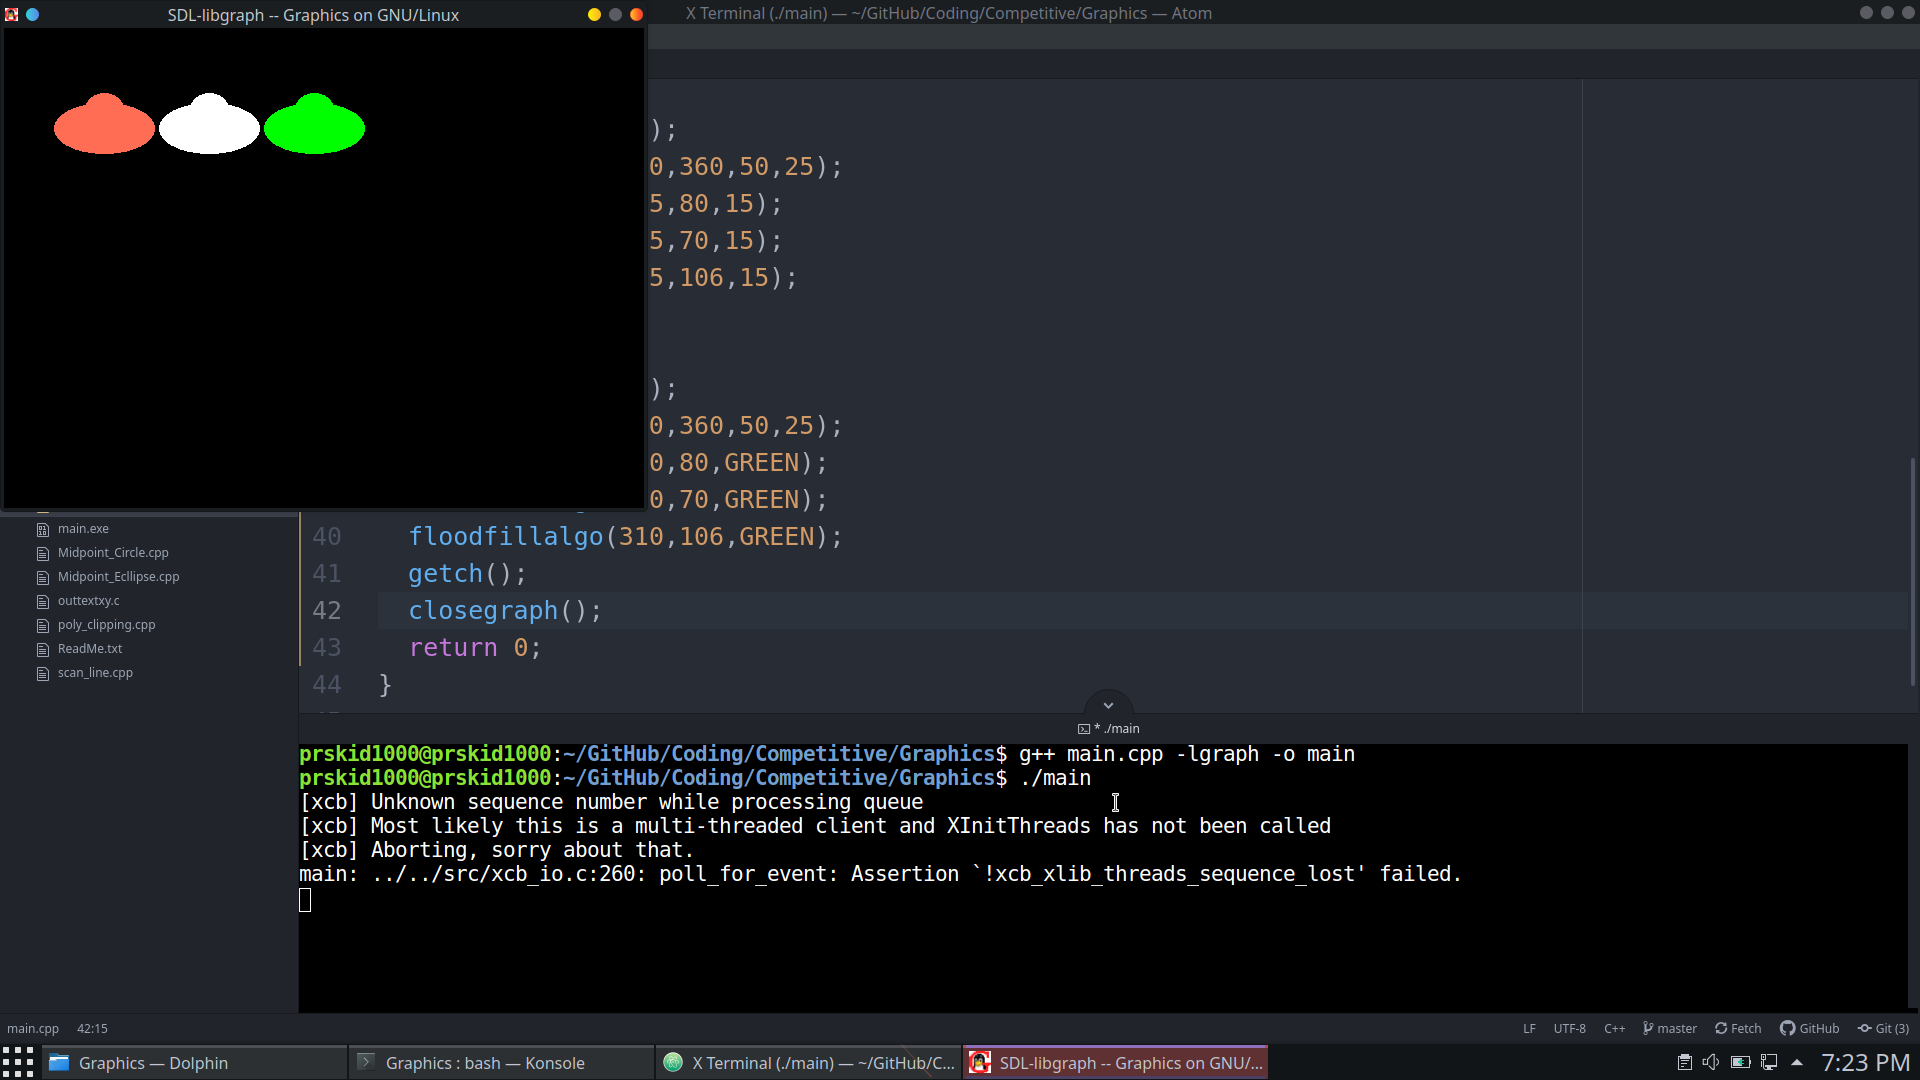 SDL-libgraph -- Graphics on GNU/Linux
X Terminal (./main) — ~/GitHub/Coding/Competitive/Graphics — Atom
);
0,360,50,25);
5,80,15);
5,70,15);
5,106,15);
);
0,360,50,25);
0,80,GREEN);
0,70,GREEN);
40 floodfillalgo(310,106,GREEN);
41 getch();
42 closegraph();
43 return 0;
44 }
main.exe
Midpoint_Circle.cpp
Midpoint_Ecllipse.cpp
outtextxy.c
poly_clipping.cpp
ReadMe.txt
scan_line.cpp
* ./main
prskid1000@prskid1000:~/GitHub/Coding/Competitive/Graphics$ g++ main.cpp -lgraph -o main
prskid1000@prskid1000:~/GitHub/Coding/Competitive/Graphics$ ./main
[xcb] Unknown sequence number while processing queue
[xcb] Most likely this is a multi-threaded client and XInitThreads has not been called
[xcb] Aborting, sorry about that.
main: ../../src/xcb_io.c:260: poll_for_event: Assertion `!xcb_xlib_threads_sequence_lost' failed.
main.cpp 42:15 LF UTF-8 C++ master Fetch GitHub Git (3)
Graphics — Dolphin Graphics : bash — Konsole X Terminal (./main) — ~/GitHub/C... SDL-libgraph -- Graphics on GNU/... 7:23 PM